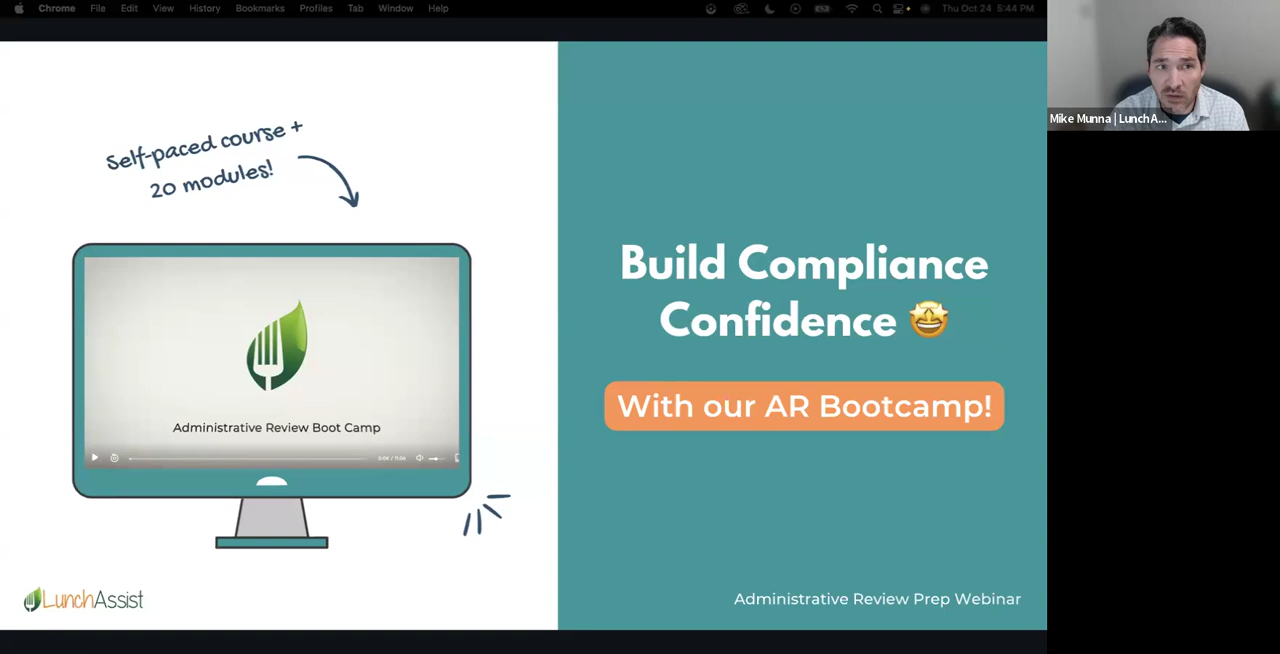 Chrome File Edit View History Bookmarks Profiles Tab Window Help Thu Oct 24 5:44 PM
Mike Munna | LunchA...
Self-paced course +
20 modules!
Build Compliance
Confidence 🤩
With our AR Bootcamp!
Administrative Review Boot Camp
LunchAssist
Administrative Review Prep Webinar